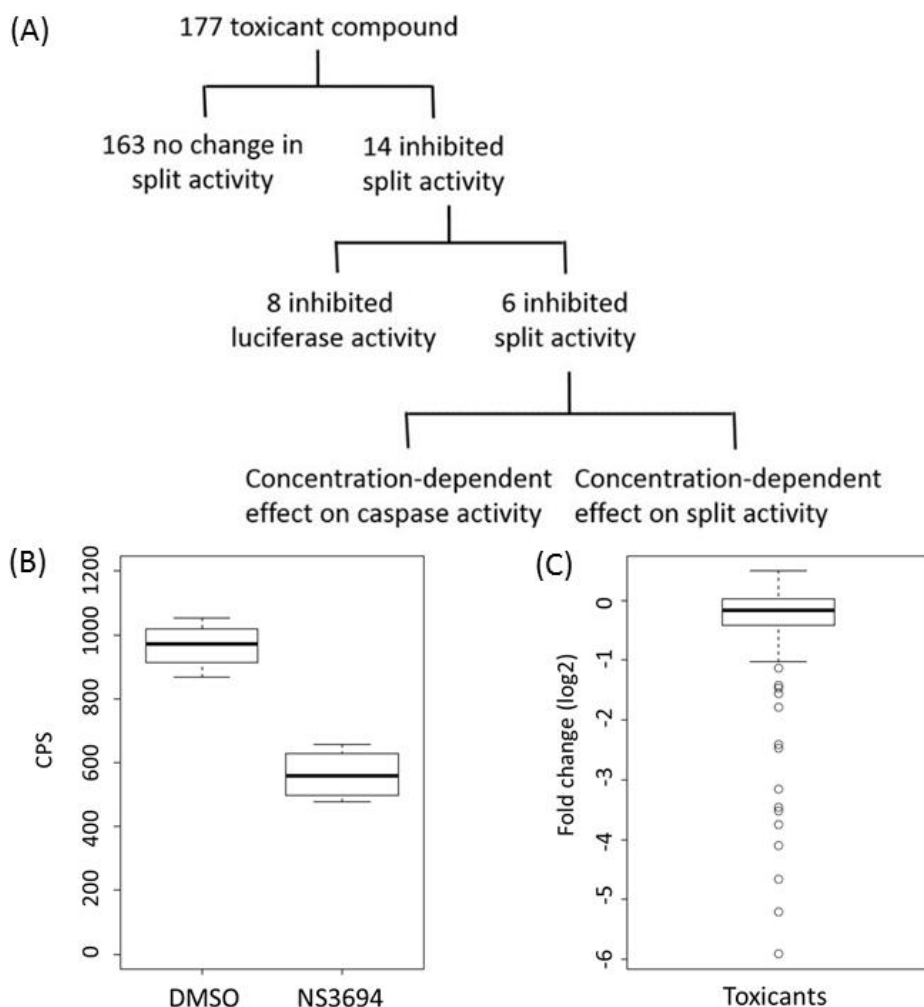 (A)
177 toxicant compound
163 no change in
split activity
14 inhibited
split activity
8 inhibited
luciferase activity
6 inhibited
split activity
Concentration-dependent
effect on caspase activity
Concentration-dependent
effect on split activity
(B)
CPS
1200
1000
800
600
400
200
0
DMSO
NS3694
(C)
Fold change (log2)
0
-1
-2
-3
-4
-5
-6
Toxicants